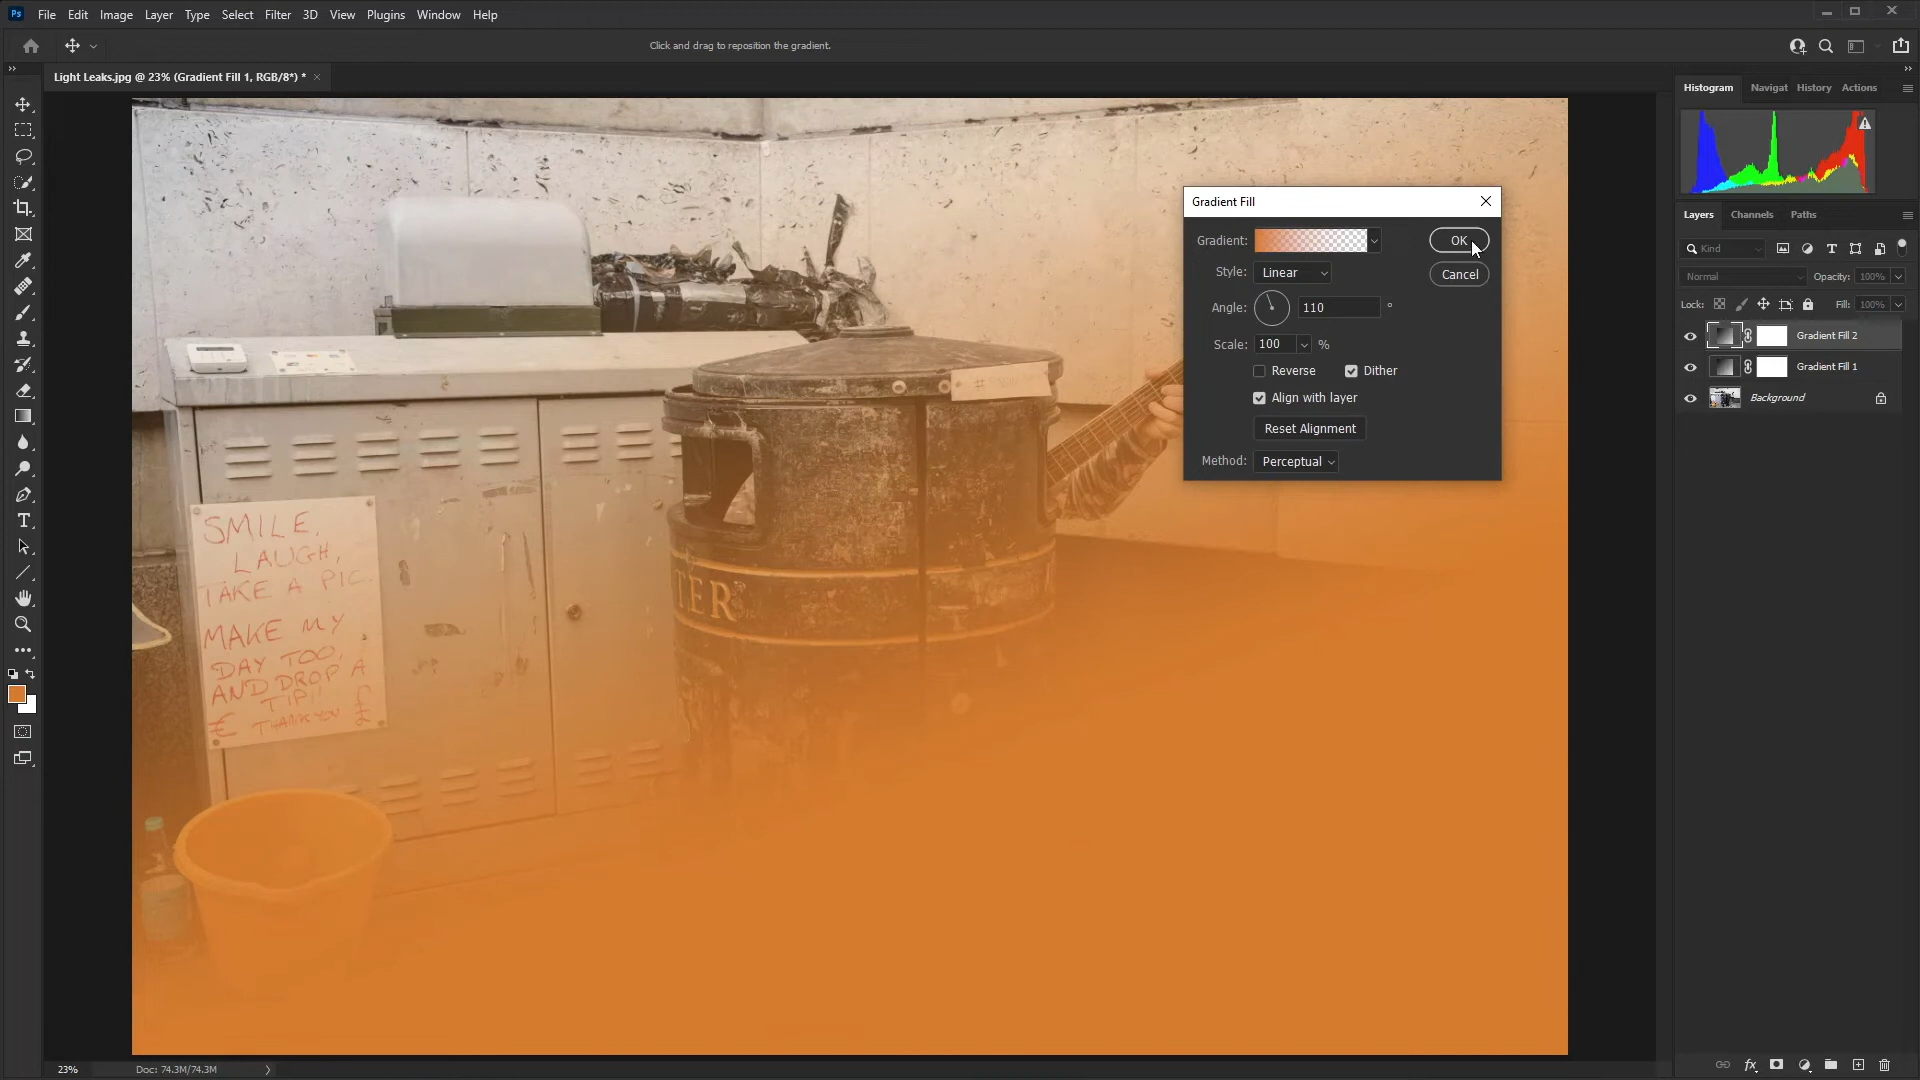 Ps File Edit Image Layer Type Select Filter 3D View Plugins Window Help
Click and drag to reposition the gradient.
Light Leaks.jpg @ 23% (Gradient Fill 1, RGB/8*) *
Histogram Navigat History Actions
Gradient Fill
Gradient: OK
Style: Linear Cancel
Angle: 110 °
Scale: 100 %
Reverse Dither
Align with layer
Reset Alignment
Method: Perceptual
Layers Channels Paths
Kind
Normal Opacity: 100%
Lock: Fill: 100%
Gradient Fill 2
Gradient Fill 1
Background
SMILE,
LAUGH,
TAKE A PIC.
MAKE MY
DAY TOO,
AND DROP A
TIP!!
€ THANK YOU £
TER
23% Doc: 74.3M/74.3M